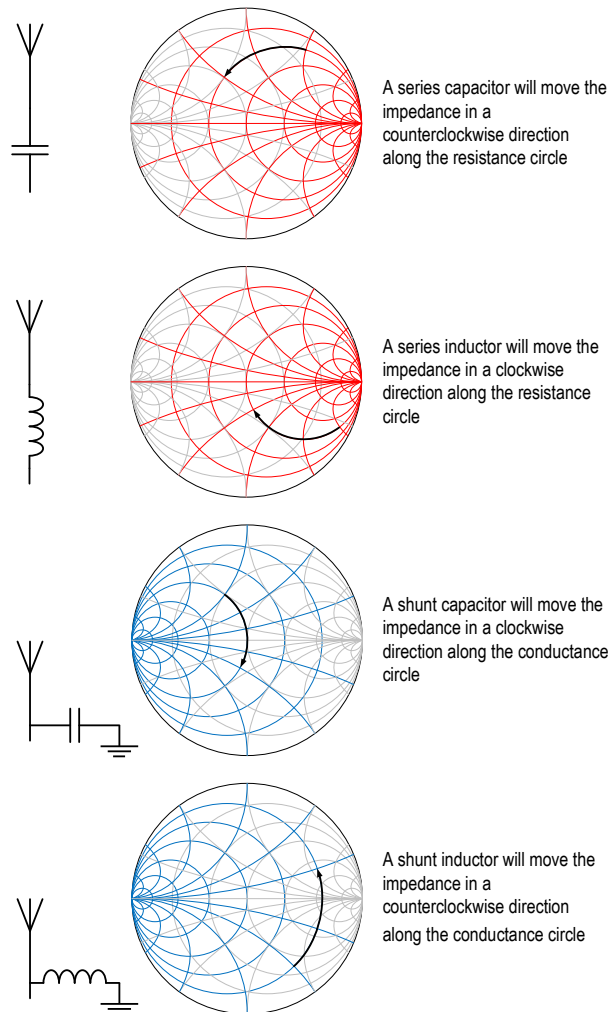 A series capacitor will move the
impedance in a
counterclockwise direction
along the resistance circle
A series inductor will move the
impedance in a clockwise
direction along the resistance
circle
A shunt capacitor will move the
impedance in a clockwise
direction along the conductance
circle
A shunt inductor will move the
impedance in a
counterclockwise direction
along the conductance circle